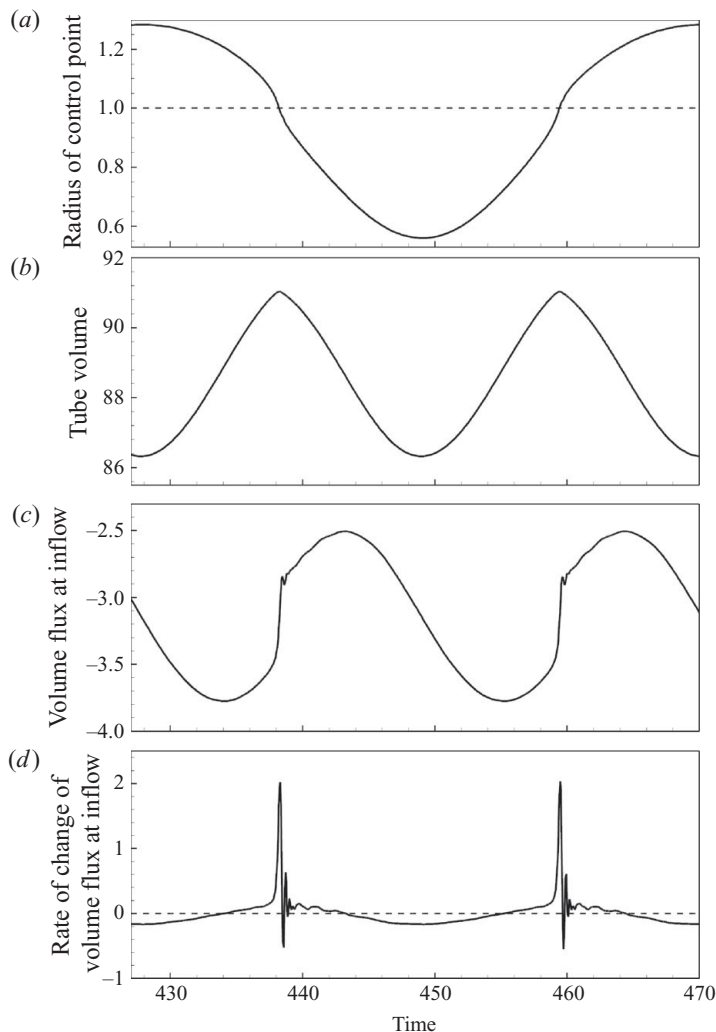 (a)
1.2
1.0
0.8
0.6
Radius of control point
(b)
92
90
88
86
Tube volume
(c)
–2.5
–3.0
–3.5
–4.0
Volume flux at inflow
(d)
2
1
0
–1
Rate of change of
volume flux at inflow
430 440 450 460 470
Time